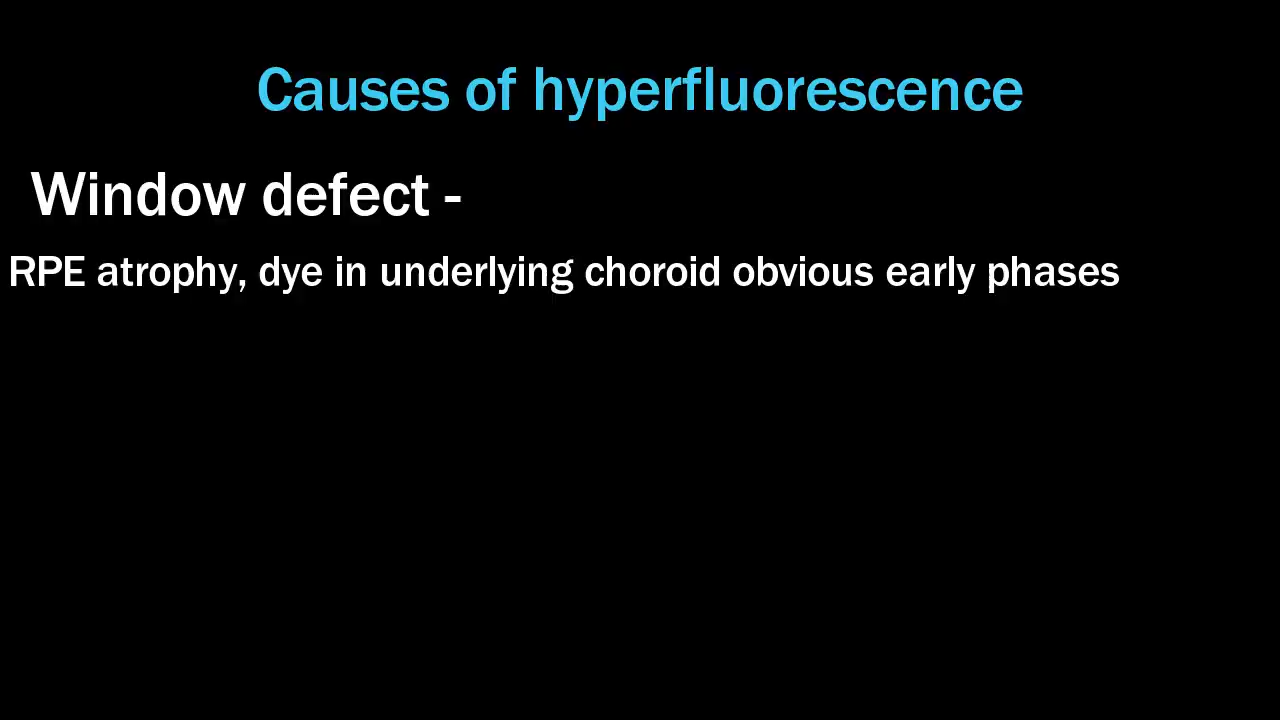 Causes of hyperfluorescence
Window defect -
RPE atrophy, dye in underlying choroid obvious early phases